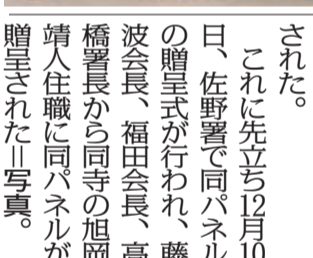 された。
これに先立ち12月10
日、佐野署で同パネル
の贈呈式が行われ、藤
波会長、福田会長、高
橋署長から同寺の旭岡
靖人住職に同パネルが
贈呈された＝写真。